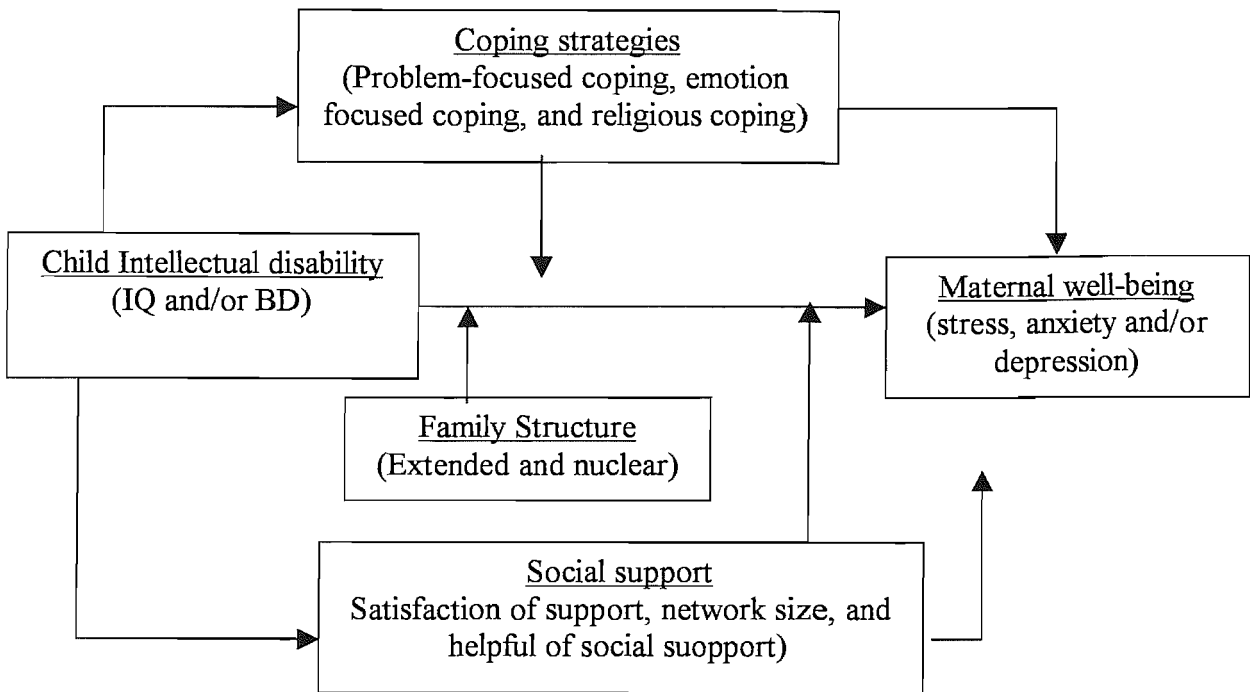 Coping strategies
(Problem-focused coping, emotion
focused coping, and religious coping)
Child Intellectual disability
(IQ and/or BD)
Maternal well-being
(stress, anxiety and/or
depression)
Family Structure
(Extended and nuclear)
Social support
Satisfaction of support, network size, and
helpful of social suopport)